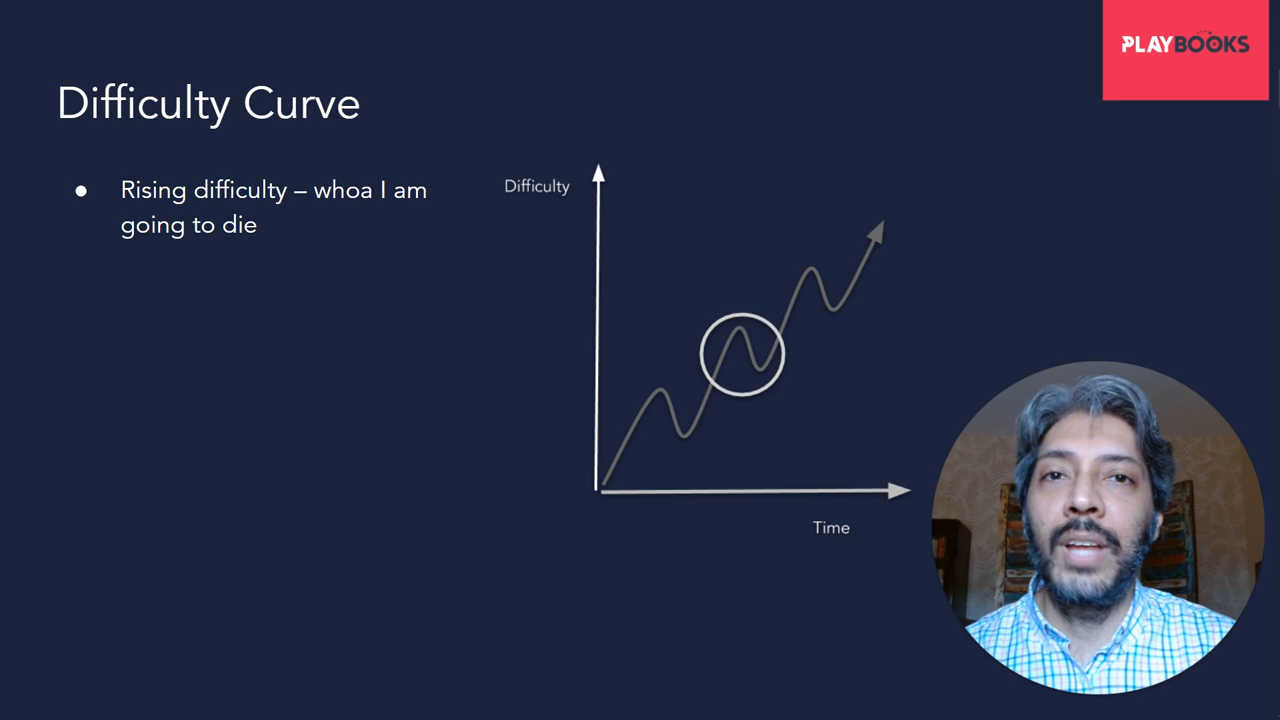 PLAYBOOKS
Difficulty Curve
● Rising difficulty – whoa I am
going to die
Difficulty
Time